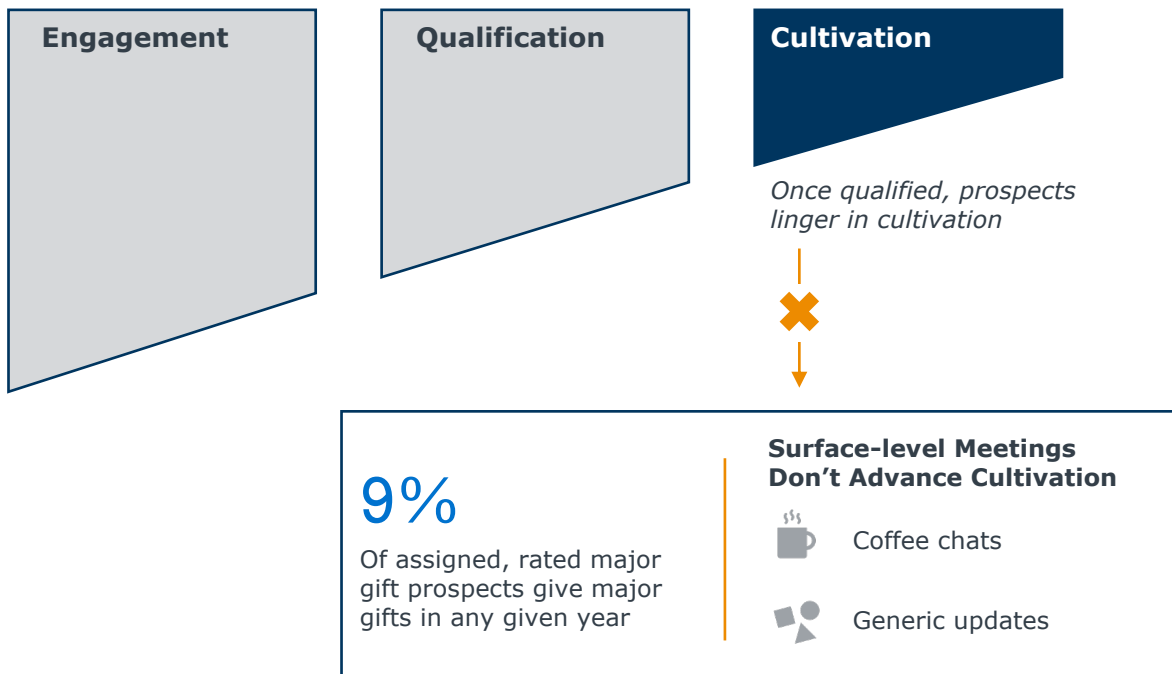 Engagement
Qualification
Cultivation
Once qualified, prospects
linger in cultivation
9%
Of assigned, rated major
gift prospects give major
gifts in any given year
Surface-level Meetings
Don’t Advance Cultivation
Coffee chats
Generic updates